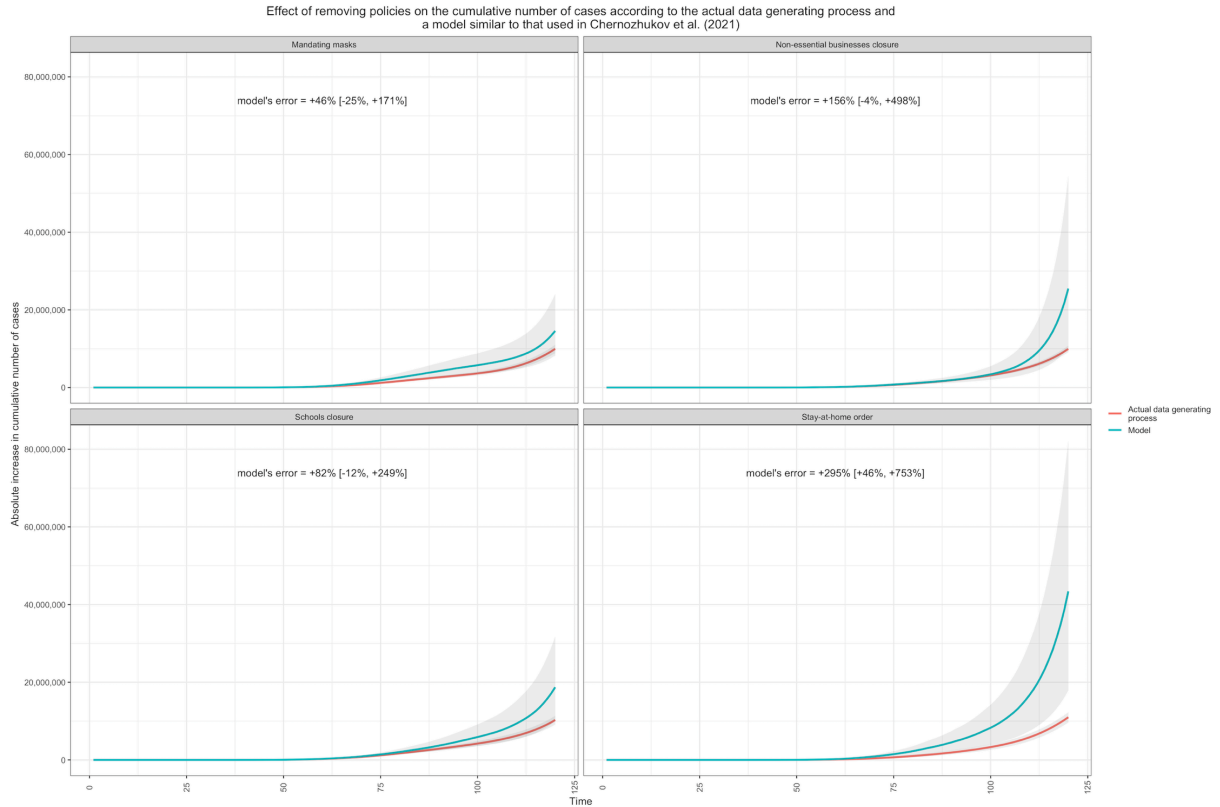 Effect of removing policies on the cumulative number of cases according to the actual data generating process and
a model similar to that used in Chernozhukov et al. (2021)
Mandating masks
Non-essential businesses closure
80,000,000
60,000,000
40,000,000
20,000,000
0
model's error = +46% [-25%, +171%]
model's error = +156% [-4%, +498%]
Schools closure
Stay-at-home order
80,000,000
60,000,000
40,000,000
20,000,000
0
model's error = +82% [-12%, +249%]
model's error = +295% [+46%, +753%]
0
25
50
75
100
125
0
25
50
75
100
125
Time
Absolute increase in cumulative number of cases
Actual data generating
process
Model